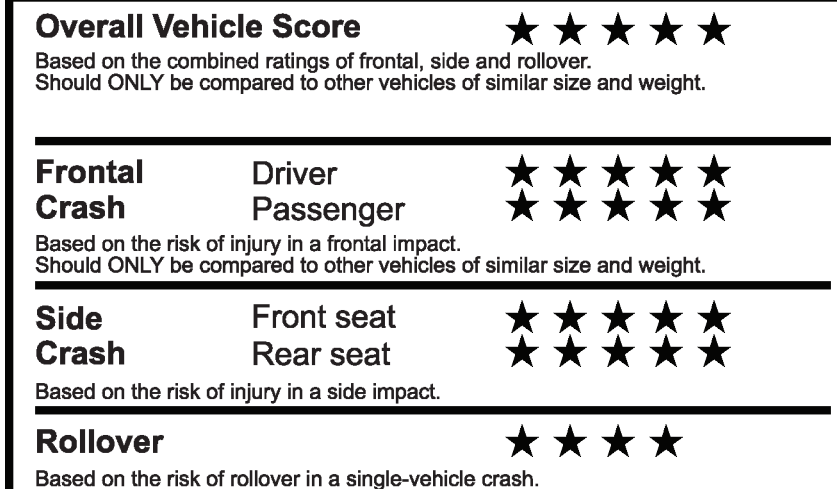 Overall Vehicle Score ★ ★ ★ ★ ★
Based on the combined ratings of frontal, side and rollover.
Should ONLY be compared to other vehicles of similar size and weight.
Frontal Driver ★ ★ ★ ★ ★
Crash Passenger ★ ★ ★ ★ ★
Based on the risk of injury in a frontal impact.
Should ONLY be compared to other vehicles of similar size and weight.
Side Front seat ★ ★ ★ ★ ★
Crash Rear seat ★ ★ ★ ★ ★
Based on the risk of injury in a side impact.
Rollover ★ ★ ★ ★
Based on the risk of rollover in a single-vehicle crash.